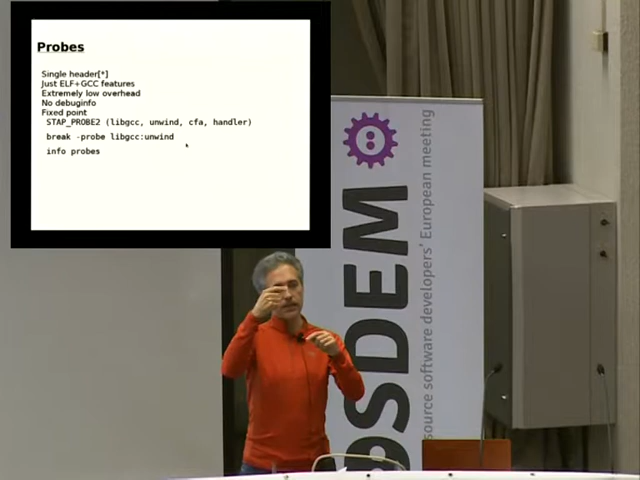 Probes
Single header[*]
Just ELF+GCC features
Extremely low overhead
No debuginfo
Fixed point
STAP_PROBE2 (libgcc, unwind, cfa, handler)
break -probe libgcc:unwind
info probes
OSDEM
source software developers' European meeting